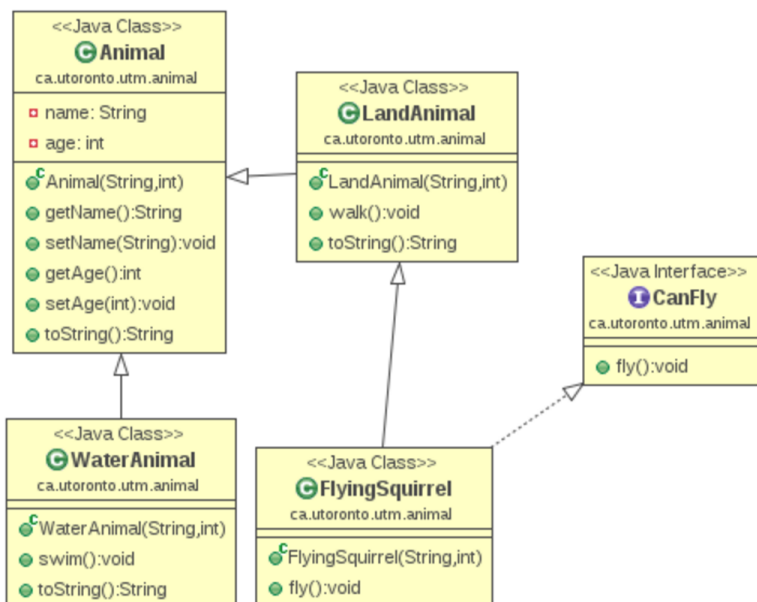 <<Java Class>>
Animal
ca.utoronto.utm.animal
name: String
age: int
Animal(String,int)
getName():String
setName(String):void
getAge():int
setAge(int):void
toString():String
<<Java Class>>
LandAnimal
ca.utoronto.utm.animal
LandAnimal(String,int)
walk():void
toString():String
<<Java Interface>>
CanFly
ca.utoronto.utm.animal
fly():void
<<Java Class>>
WaterAnimal
ca.utoronto.utm.animal
WaterAnimal(String,int)
swim():void
toString():String
<<Java Class>>
FlyingSquirrel
ca.utoronto.utm.animal
FlyingSquirrel(String,int)
fly():void